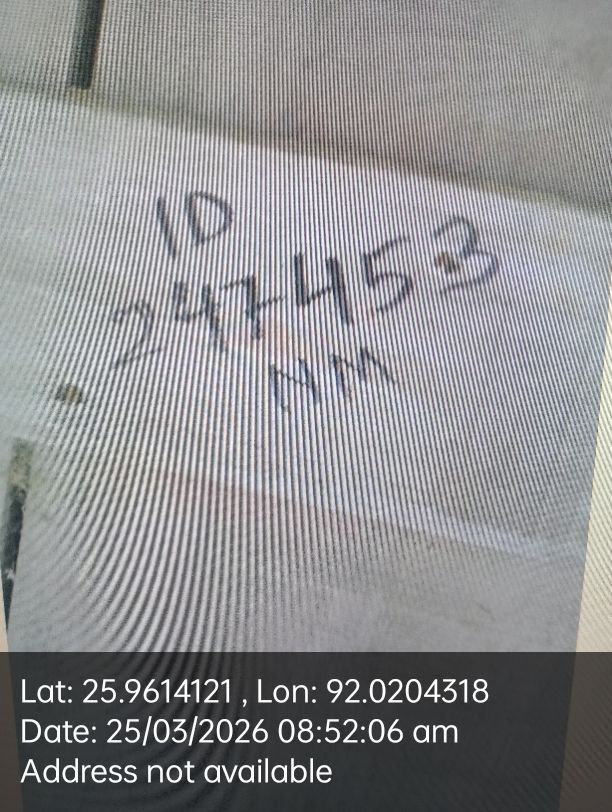 ID
247453
NM
Lat: 25.9614121 , Lon: 92.0204318
Date: 25/03/2026 08:52:06 am
Address not available